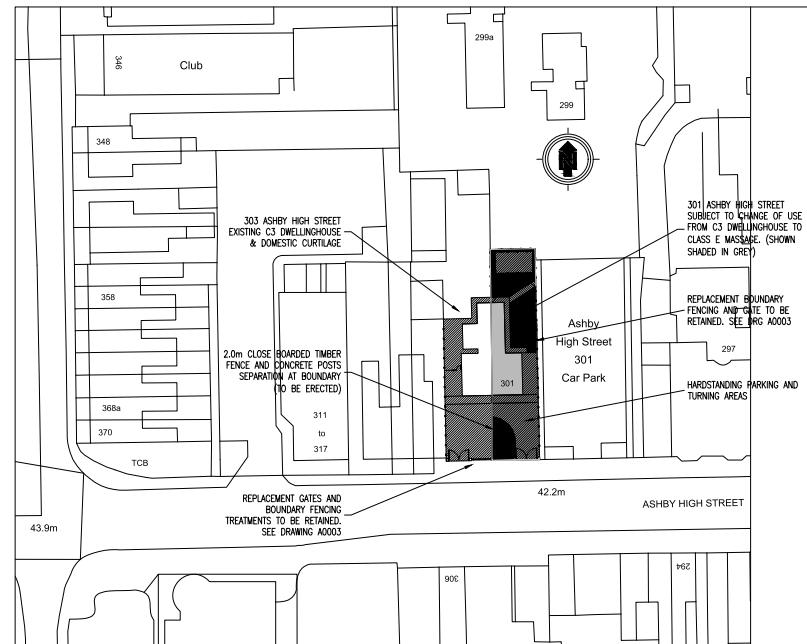 299a
346
Club
299
348
303 ASHBY HIGH STREET
EXISTING C3 DWELLINGHOUSE
& DOMESTIC CURTILAGE
301 ASHBY HIGH STREET
SUBJECT TO CHANGE OF USE
FROM C3 DWELLINGHOUSE TO
CLASS E MASSAGE. (SHOWN
SHADED IN GREY)
358
REPLACEMENT BOUNDARY
FENCING AND GATE TO BE
RETAINED. SEE DRG A0003
Ashby
High Street
301
Car Park
297
2.0m CLOSE BOARDED TIMBER
FENCE AND CONCRETE POSTS
SEPARATION AT BOUNDARY
(TO BE ERECTED)
301
HARDSTANDING PARKING AND
TURNING AREAS
368a
370
311
to
317
TCB
REPLACEMENT GATES AND
BOUNDARY FENCING
TREATMENTS TO BE RETAINED.
SEE DRAWING A0003
42.2m
ASHBY HIGH STREET
43.9m
306
294